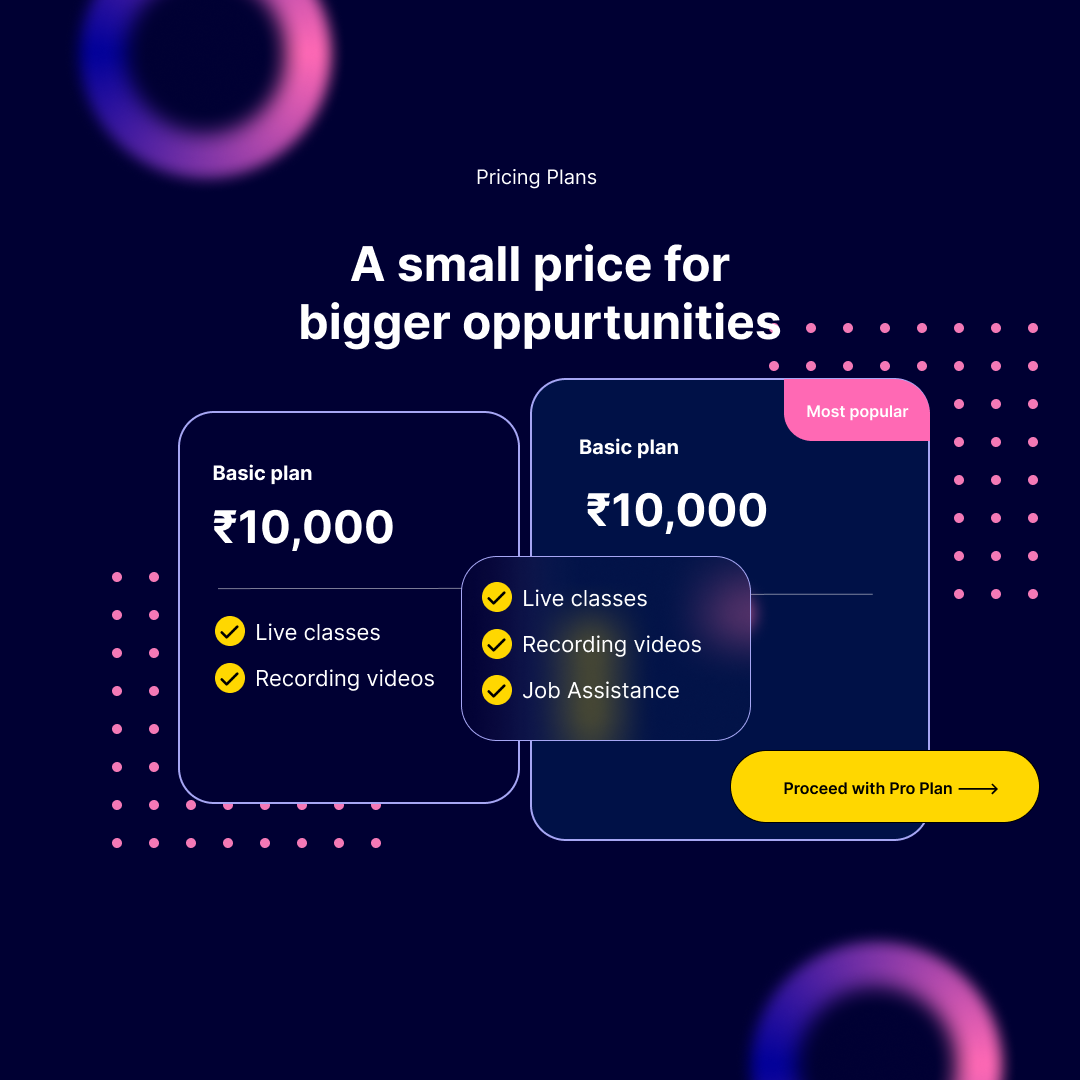 Pricing Plans
A small price for
bigger oppurtunities
Basic plan
₹10,000
Live classes
Recording videos
Most popular
Basic plan
₹10,000
Live classes
Recording videos
Job Assistance
Proceed with Pro Plan